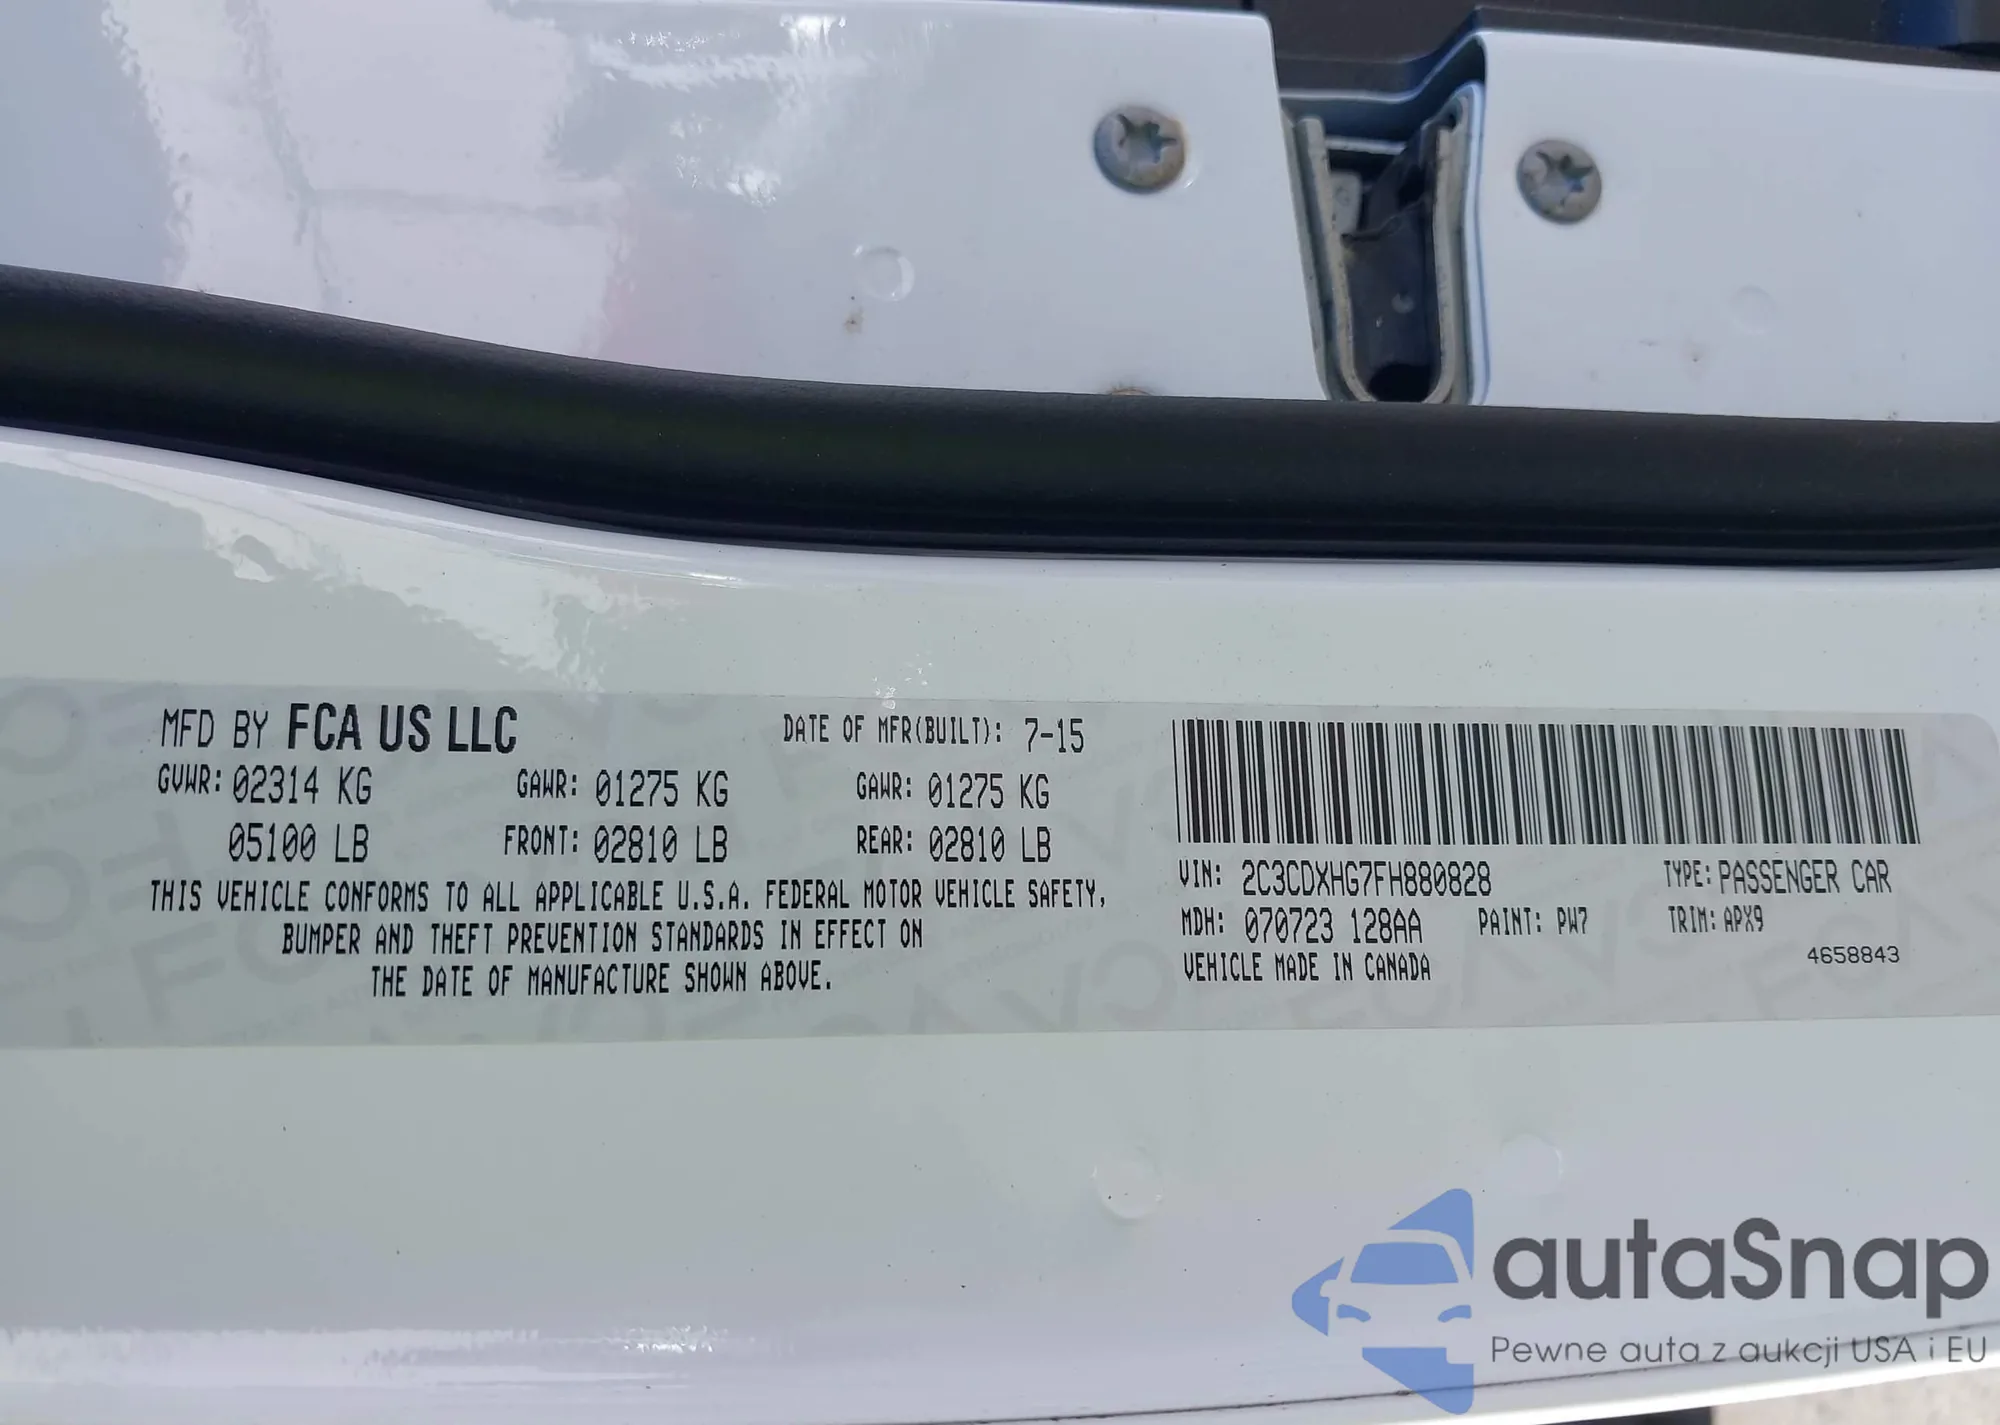 MFD BY FCA US LLC DATE OF MFR(BUILT): 7-15
GVWR: 02314 KG GAWR: 01275 KG GAWR: 01275 KG
05100 LB FRONT: 02810 LB REAR: 02810 LB
THIS VEHICLE CONFORMS TO ALL APPLICABLE U.S.A. FEDERAL MOTOR VEHICLE SAFETY,
BUMPER AND THEFT PREVENTION STANDARDS IN EFFECT ON
THE DATE OF MANUFACTURE SHOWN ABOVE.
VIN: 2C3CDXHG7FH880828 TYPE: PASSENGER CAR
MDH: 070723 128AA PAINT: PW7 TRIM: APX9
4658843
VEHICLE MADE IN CANADA
autaSnap
Pewne auta z aukcji USA i EU